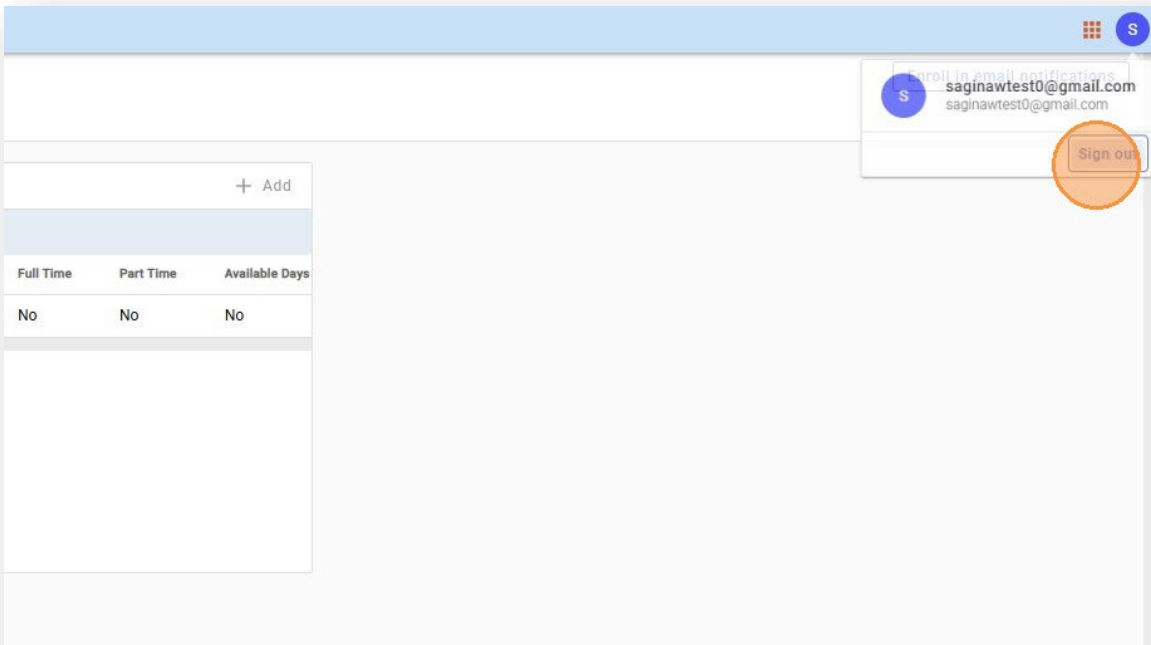 S
Enroll in email notifications
S
saginawtest0@gmail.com
saginawtest0@gmail.com
Sign out
+ Add
Full Time Part Time Available Days
No No No